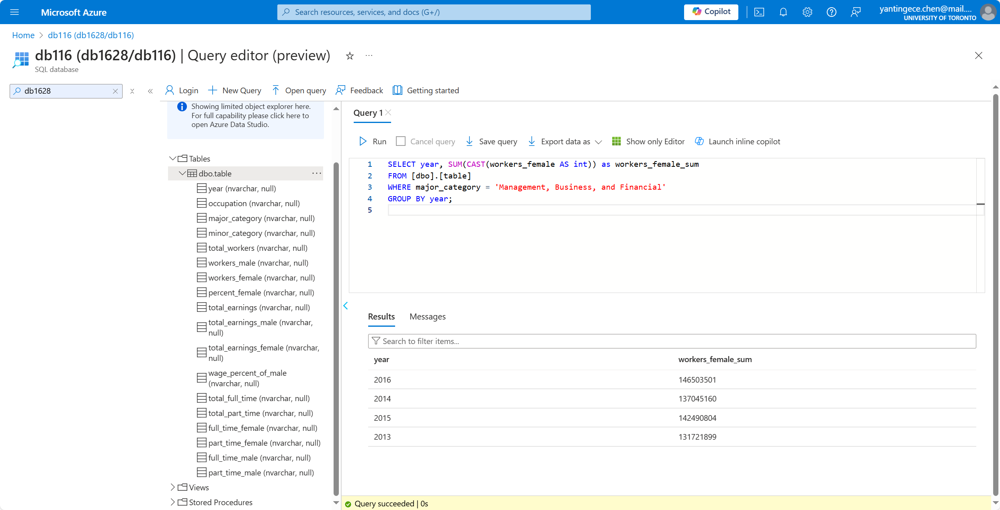 Microsoft Azure
Search resources, services, and docs (G+/)
Copilot
yantingece.chen@mail....
UNIVERSITY OF TORONTO
Home > db116 (db1628/db116)
db116 (db1628/db116) | Query editor (preview)
SQL database
db1628
Login
New Query
Open query
Feedback
Getting started
Showing limited object explorer here.
For full capability please click here to
open Azure Data Studio.
Tables
dbo.table
year (nvarchar, null)
occupation (nvarchar, null)
major_category (nvarchar, null)
minor_category (nvarchar, null)
total_workers (nvarchar, null)
workers_male (nvarchar, null)
workers_female (nvarchar, null)
percent_female (nvarchar, null)
total_earnings (nvarchar, null)
total_earnings_male (nvarchar,
null)
total_earnings_female (nvarchar,
null)
wage_percent_of_male
(nvarchar, null)
total_full_time (nvarchar, null)
total_part_time (nvarchar, null)
full_time_female (nvarchar, null)
part_time_female (nvarchar, null)
full_time_male (nvarchar, null)
part_time_male (nvarchar, null)
Views
Stored Procedures
Query 1
Run
Cancel query
Save query
Export data as
Show only Editor
Launch inline copilot
1 SELECT year, SUM(CAST(workers_female AS int)) as workers_female_sum
2 FROM [dbo].[table]
3 WHERE major_category = 'Management, Business, and Financial'
4 GROUP BY year;
5
Results
Messages
Search to filter items...
year workers_female_sum
2016 146503501
2014 137045160
2015 142490804
2013 131721899
Query succeeded | 0s